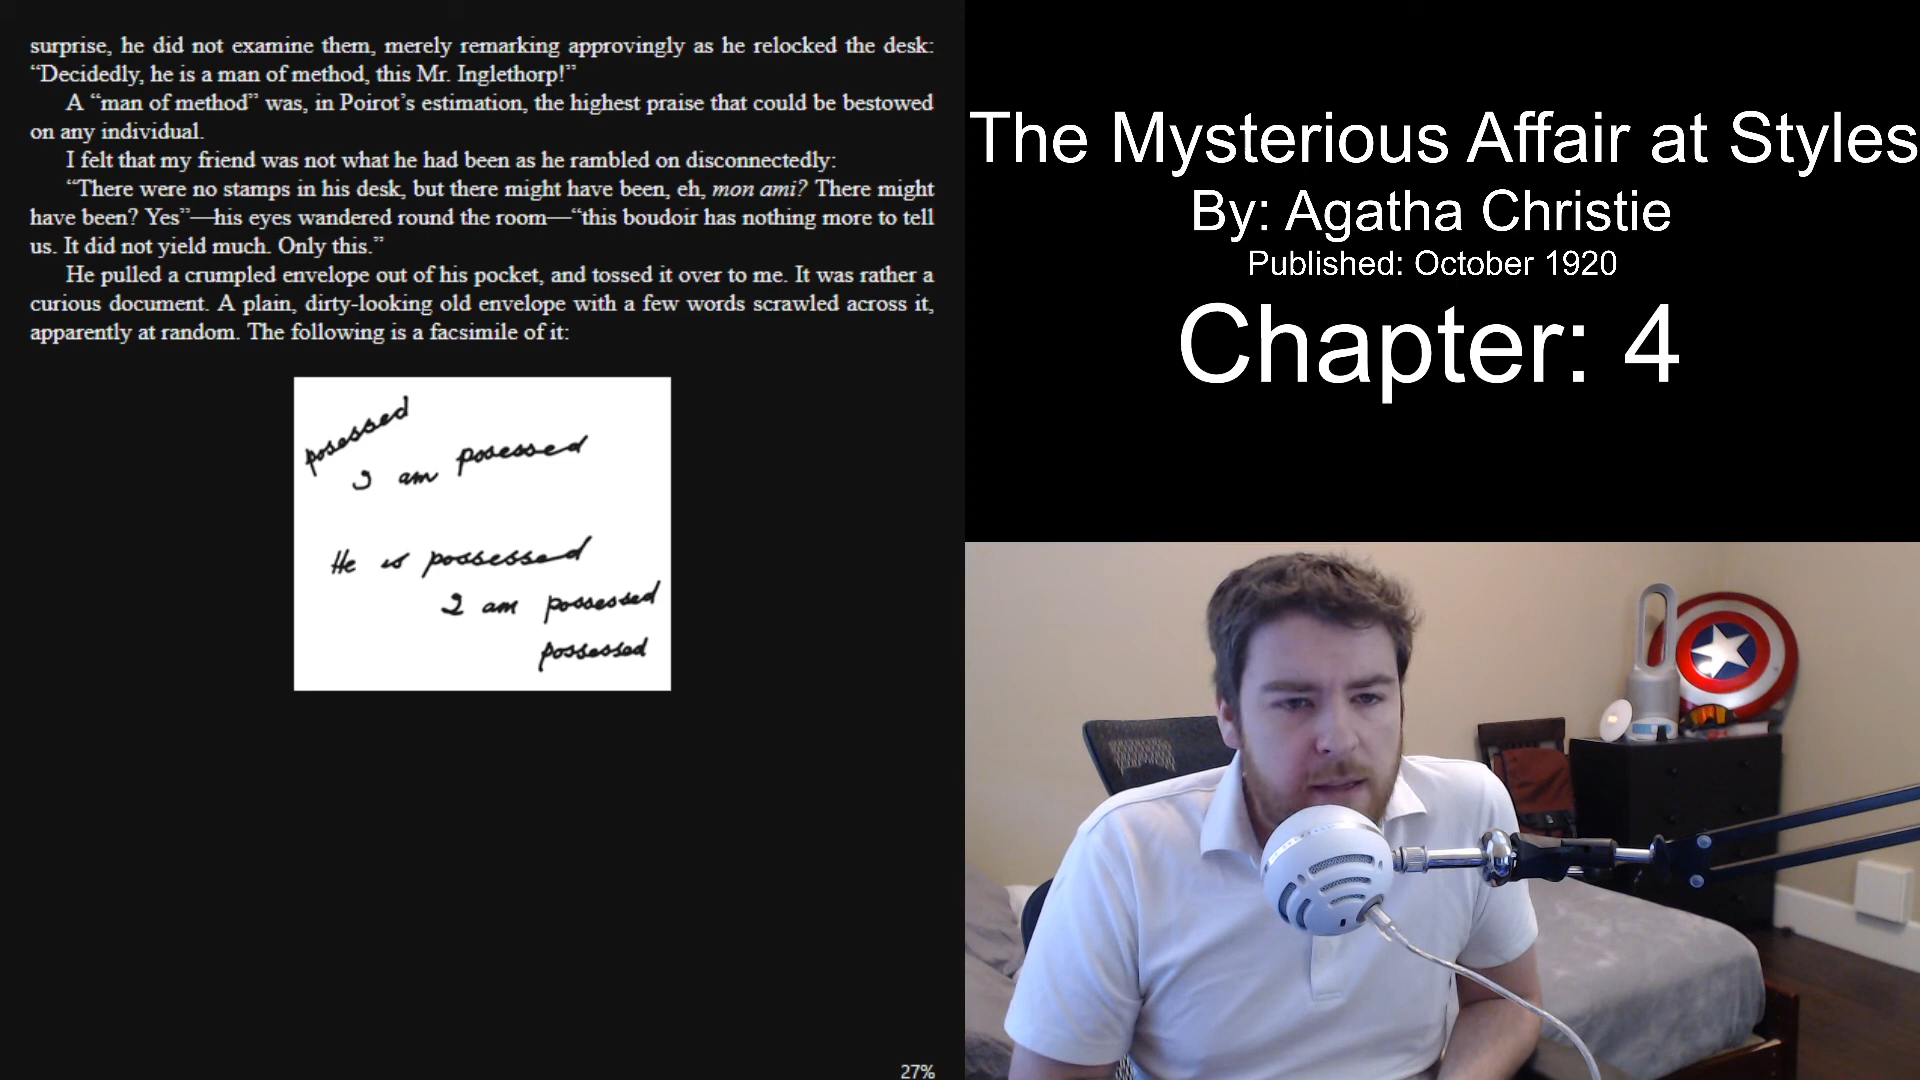 surprise, he did not examine them, merely remarking approvingly as he relocked the desk:
“Decidedly, he is a man of method, this Mr. Inglethorp!”
A “man of method” was, in Poirot’s estimation, the highest praise that could be bestowed
on any individual.
I felt that my friend was not what he had been as he rambled on disconnectedly:
“There were no stamps in his desk, but there might have been, eh, mon ami? There might
have been? Yes”—his eyes wandered round the room—“this boudoir has nothing more to tell
us. It did not yield much. Only this.”
He pulled a crumpled envelope out of his pocket, and tossed it over to me. It was rather a
curious document. A plain, dirty-looking old envelope with a few words scrawled across it,
apparently at random. The following is a facsimile of it:
posessed
I am posessed
He is possessed
I am possessed
possessed
27%
The Mysterious Affair at Styles
By: Agatha Christie
Published: October 1920
Chapter: 4